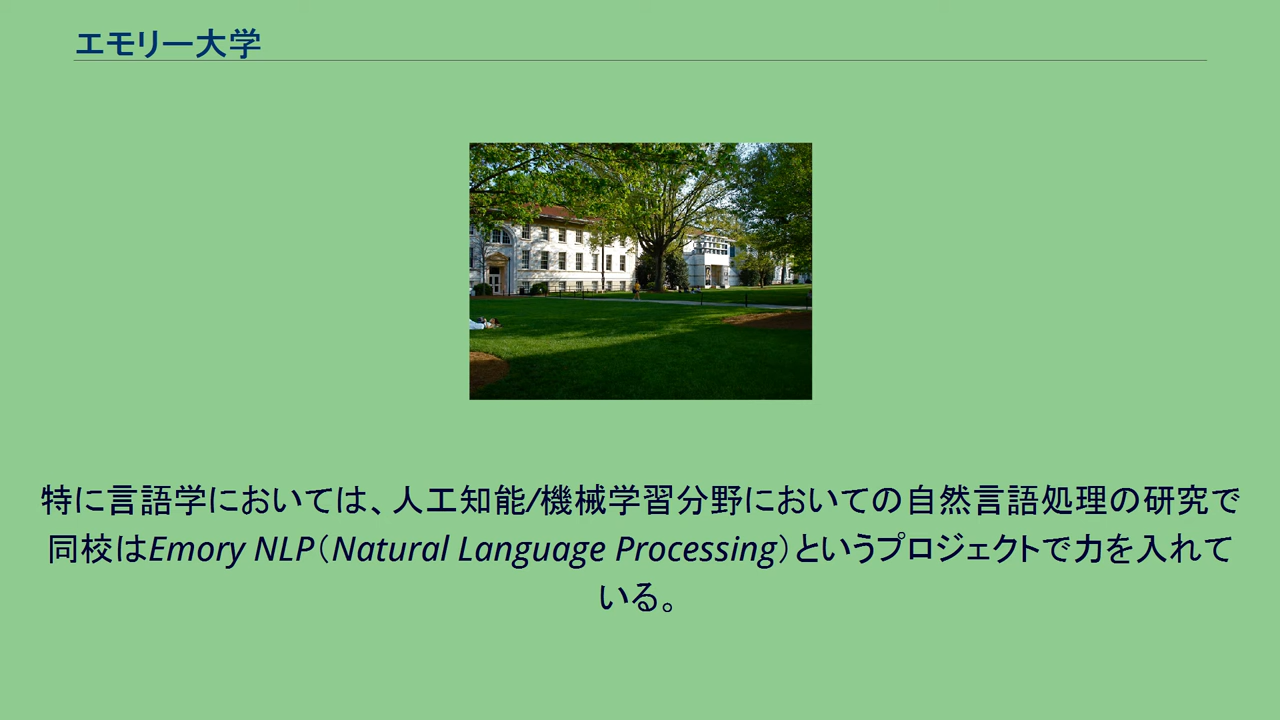 エモリー大学
特に言語学においては、人工知能/機械学習分野においての自然言語処理の研究で
同校はEmory NLP（Natural Language Processing）というプロジェクトで力を入れて
いる。